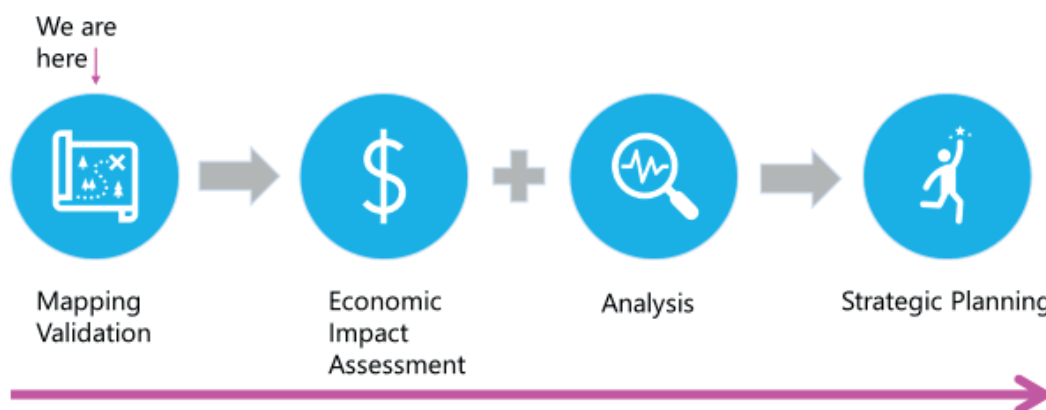 We are
here
Mapping
Validation
Economic
Impact
Assessment
Analysis
Strategic Planning